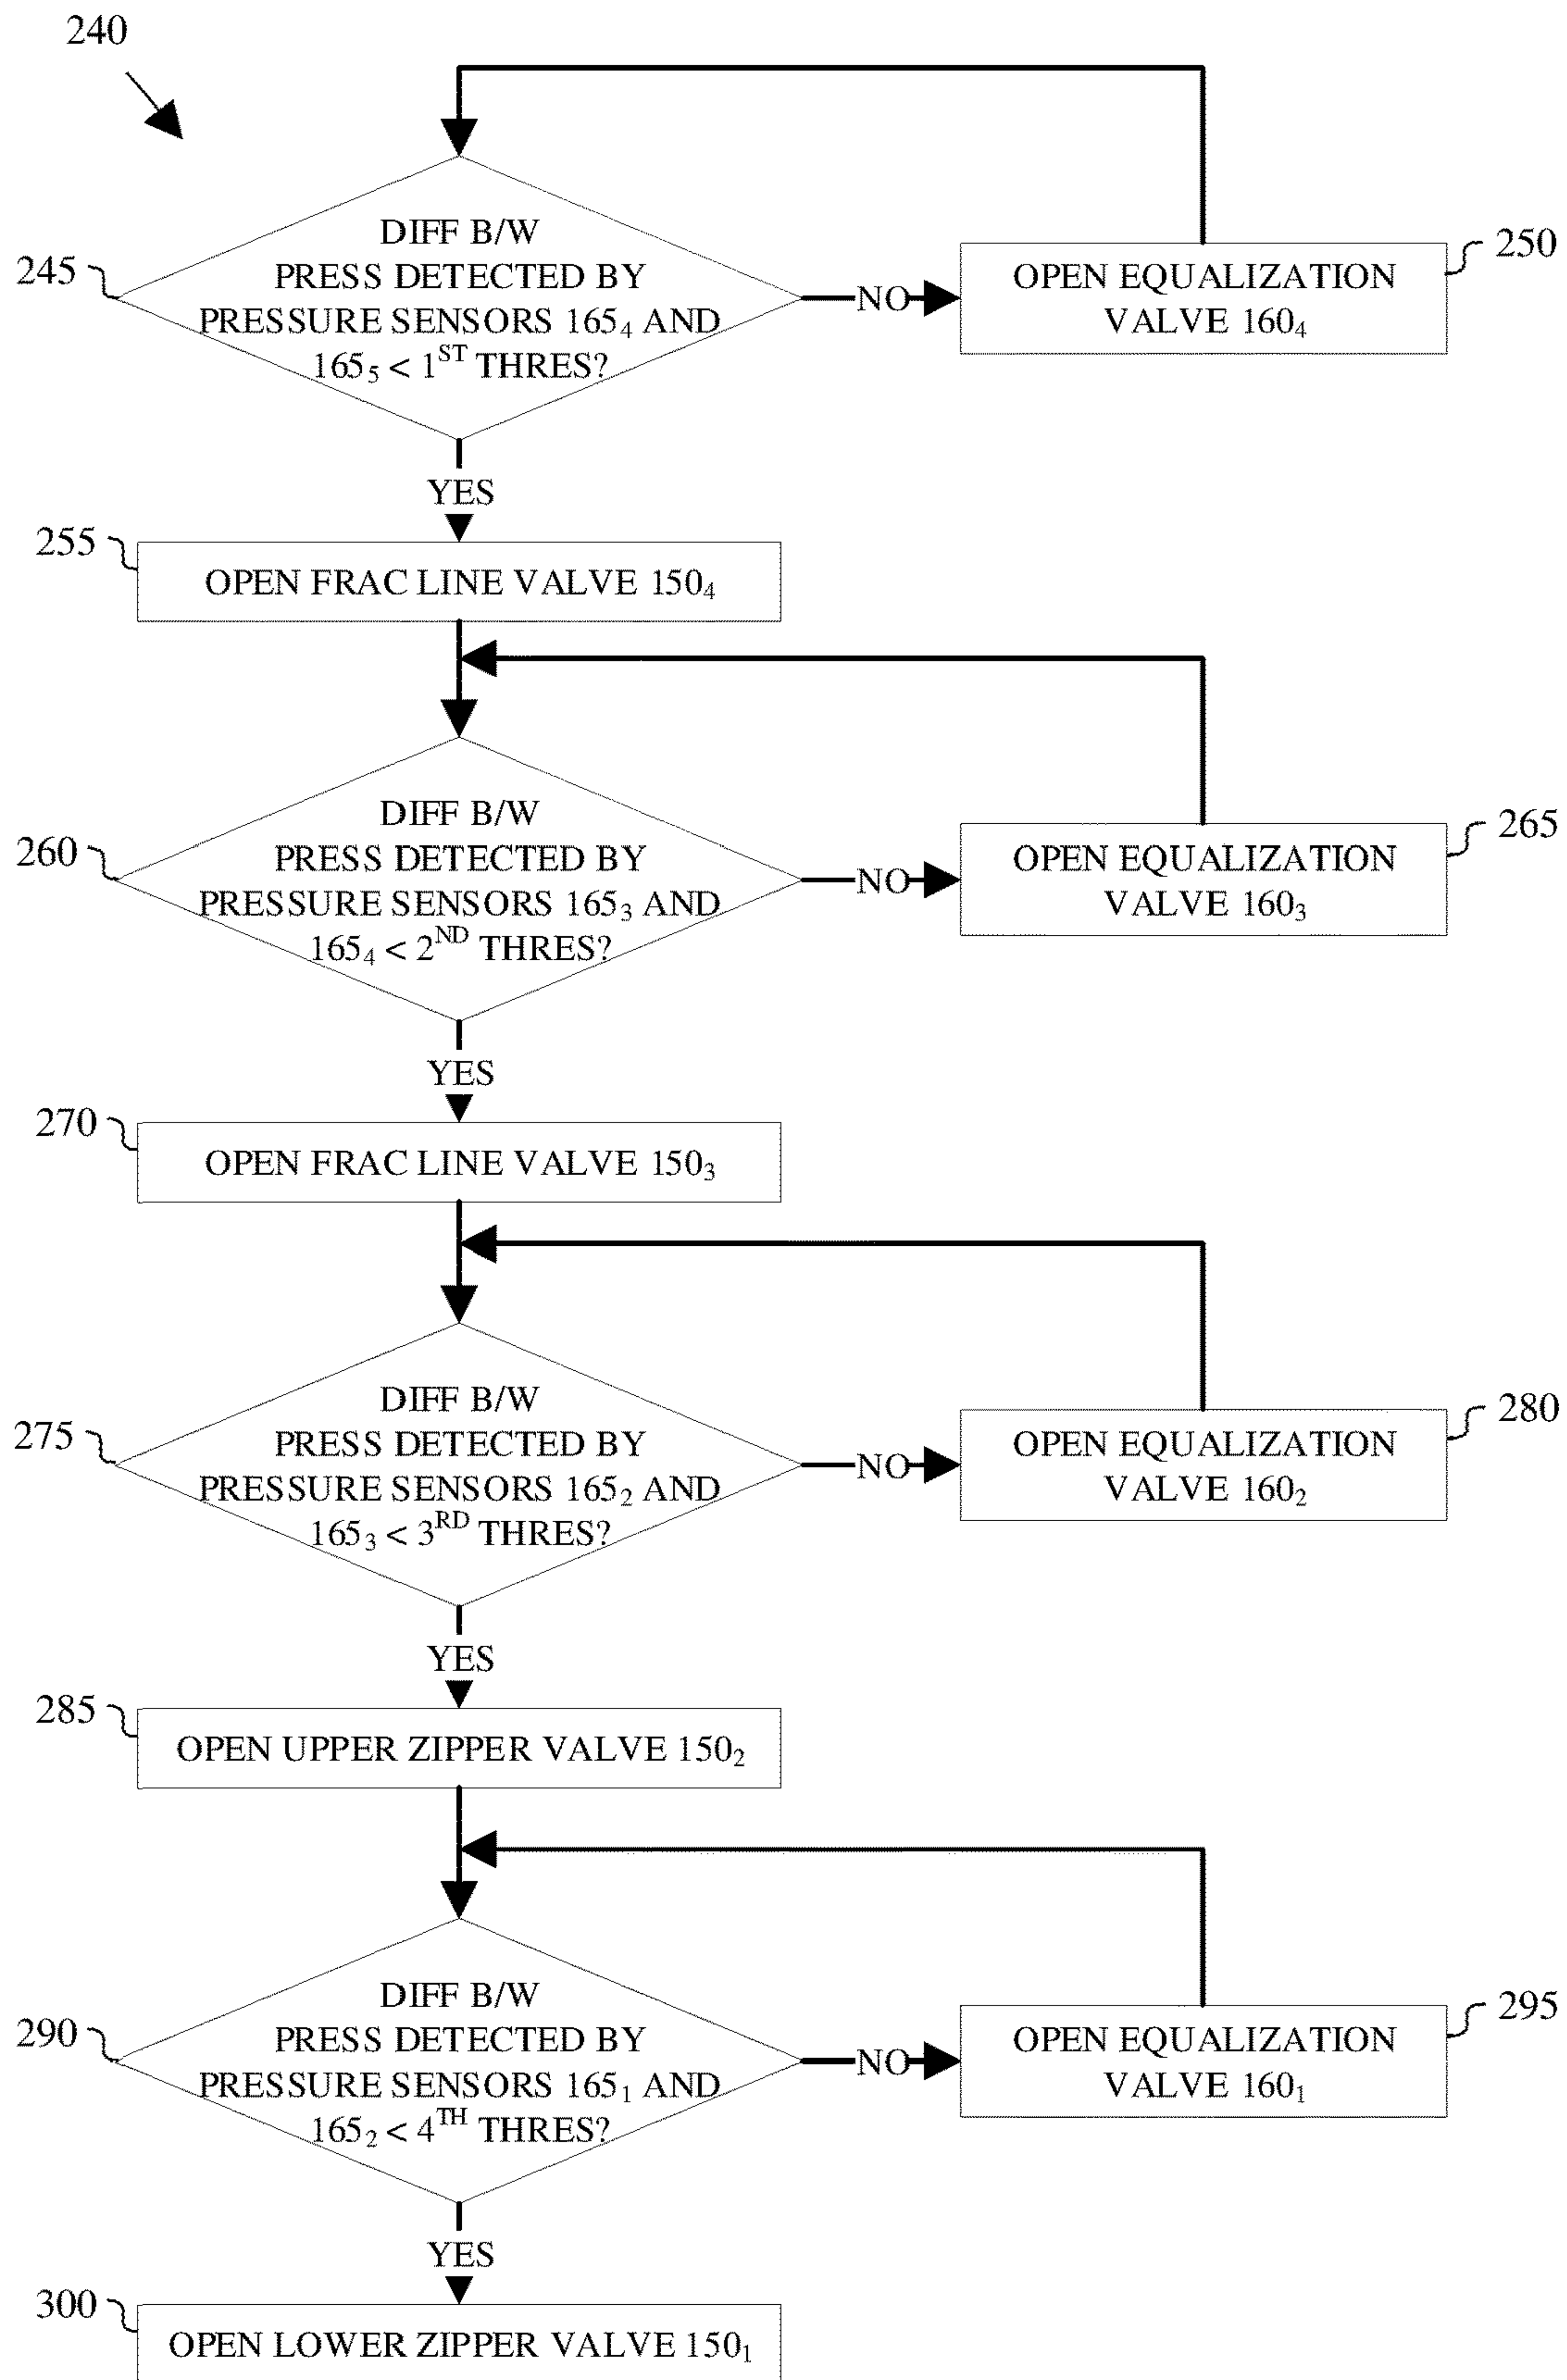 240
DIFF B/W
PRESS DETECTED BY
PRESSURE SENSORS 165₄ AND
165₅ < 1ˢᵀ THRES?
245
NO
OPEN EQUALIZATION
VALVE 160₄
250
YES
255
OPEN FRAC LINE VALVE 150₄
DIFF B/W
PRESS DETECTED BY
PRESSURE SENSORS 165₃ AND
165₄ < 2ᴺᴰ THRES?
260
NO
OPEN EQUALIZATION
VALVE 160₃
265
YES
270
OPEN FRAC LINE VALVE 150₃
DIFF B/W
PRESS DETECTED BY
PRESSURE SENSORS 165₂ AND
165₃ < 3ᴿᴰ THRES?
275
NO
OPEN EQUALIZATION
VALVE 160₂
280
YES
285
OPEN UPPER ZIPPER VALVE 150₂
DIFF B/W
PRESS DETECTED BY
PRESSURE SENSORS 165₁ AND
165₂ < 4ᵀᴴ THRES?
290
NO
OPEN EQUALIZATION
VALVE 160₁
295
YES
300
OPEN LOWER ZIPPER VALVE 150₁